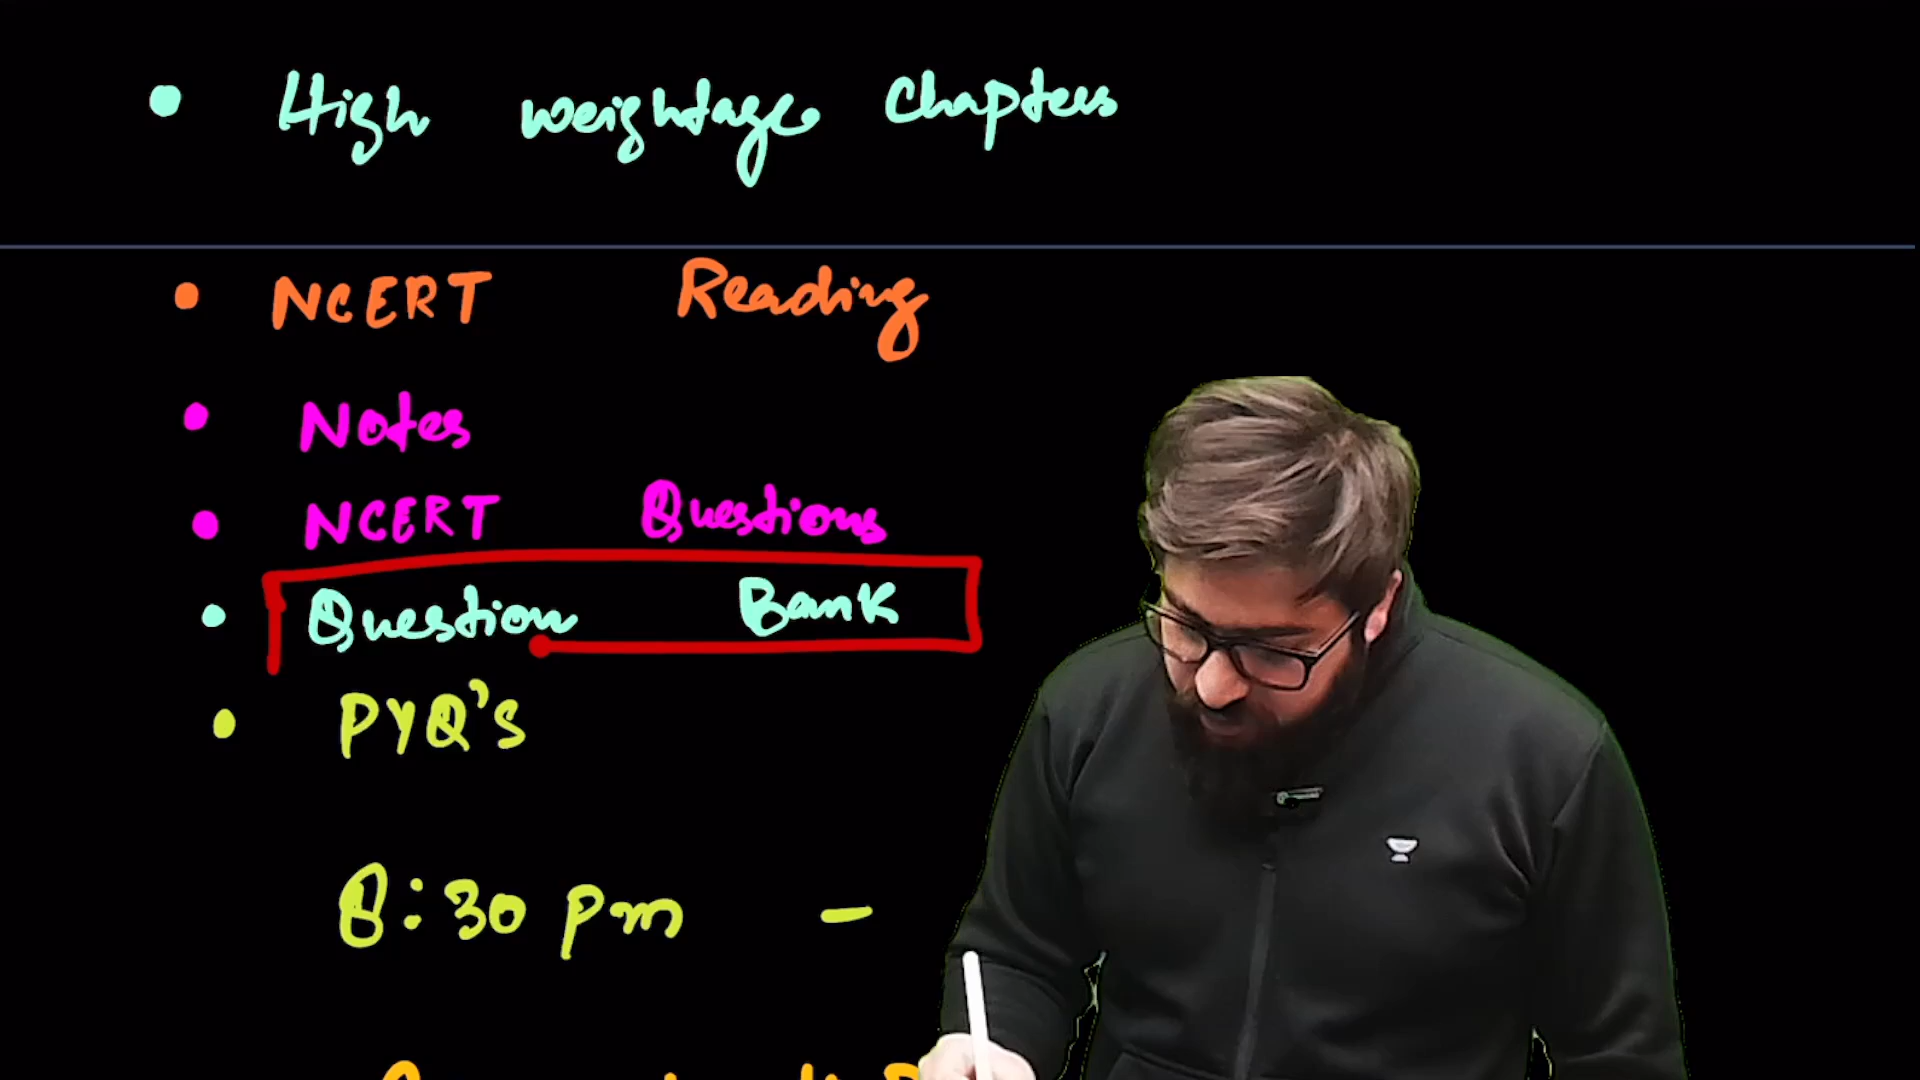 • High weightage Chapters
• NCERT Reading
• Notes
• NCERT Questions
• Question Bank
• PYQ's
8:30 pm -